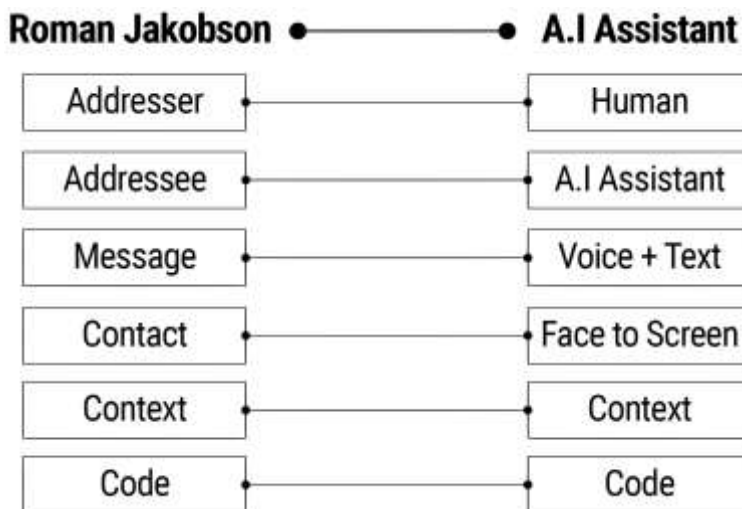 Roman Jakobson A.I Assistant
Addresser Human
Addressee A.I Assistant
Message Voice + Text
Contact Face to Screen
Context Context
Code Code